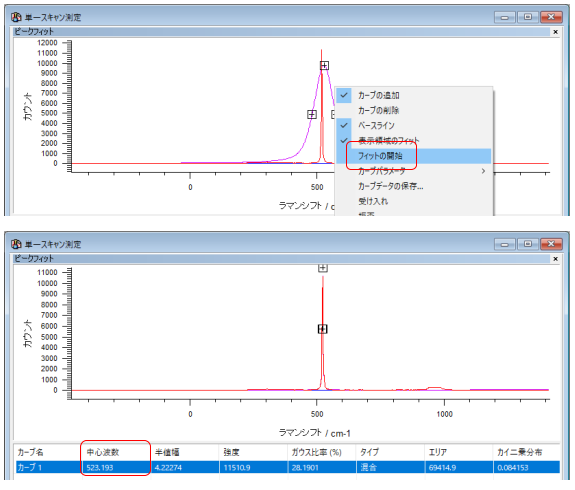 単一スキャン測定
ピークフィット
12000
11000
10000
9000
8000
7000
6000
5000
4000
3000
2000
1000
0
カウント
0
500
ラマンシフト / c
カーブの追加
カーブの削除
ベースライン
表示領域のフィット
フィットの開始
カーブパラメータ
カーブデータの保存...
受け入れ
単一スキャン測定
ピークフィット
11000
10000
9000
8000
7000
6000
5000
4000
3000
2000
1000
0
カウント
0
500
1000
ラマンシフト / cm-1
カーブ名 中心波数 半値幅 強度 ガウス比率 (%) タイプ エリア カイ二乗分布
カーブ 1 523.193 4.22274 11510.9 28.1901 混合 69414.9 0.084153